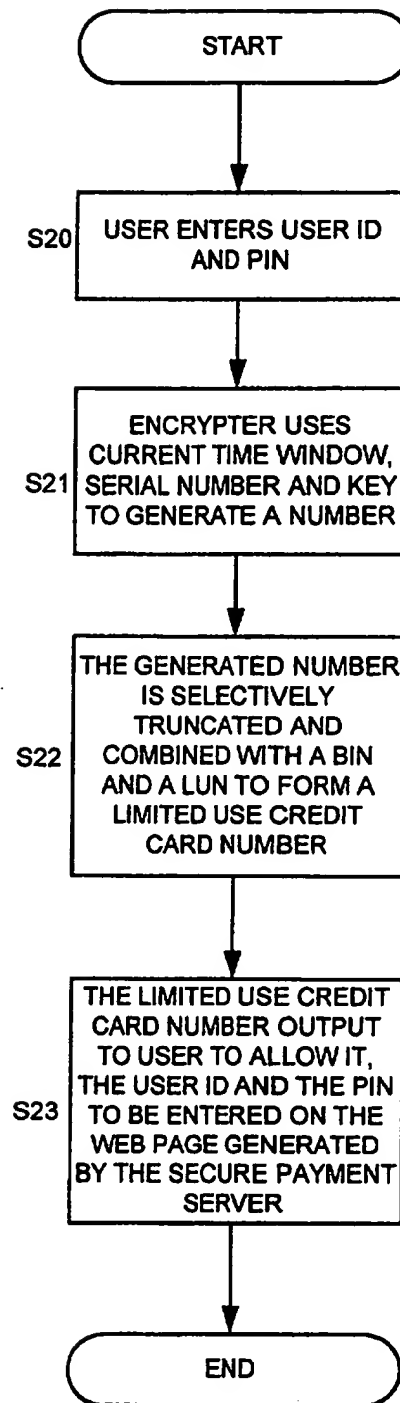 START
S20
USER ENTERS USER ID
AND PIN
S21
ENCRYPTER USES
CURRENT TIME WINDOW,
SERIAL NUMBER AND KEY
TO GENERATE A NUMBER
S22
THE GENERATED NUMBER
IS SELECTIVELY
TRUNCATED AND
COMBINED WITH A BIN
AND A LUN TO FORM A
LIMITED USE CREDIT
CARD NUMBER
S23
THE LIMITED USE CREDIT
CARD NUMBER OUTPUT
TO USER TO ALLOW IT,
THE USER ID AND THE PIN
TO BE ENTERED ON THE
WEB PAGE GENERATED
BY THE SECURE PAYMENT
SERVER
END